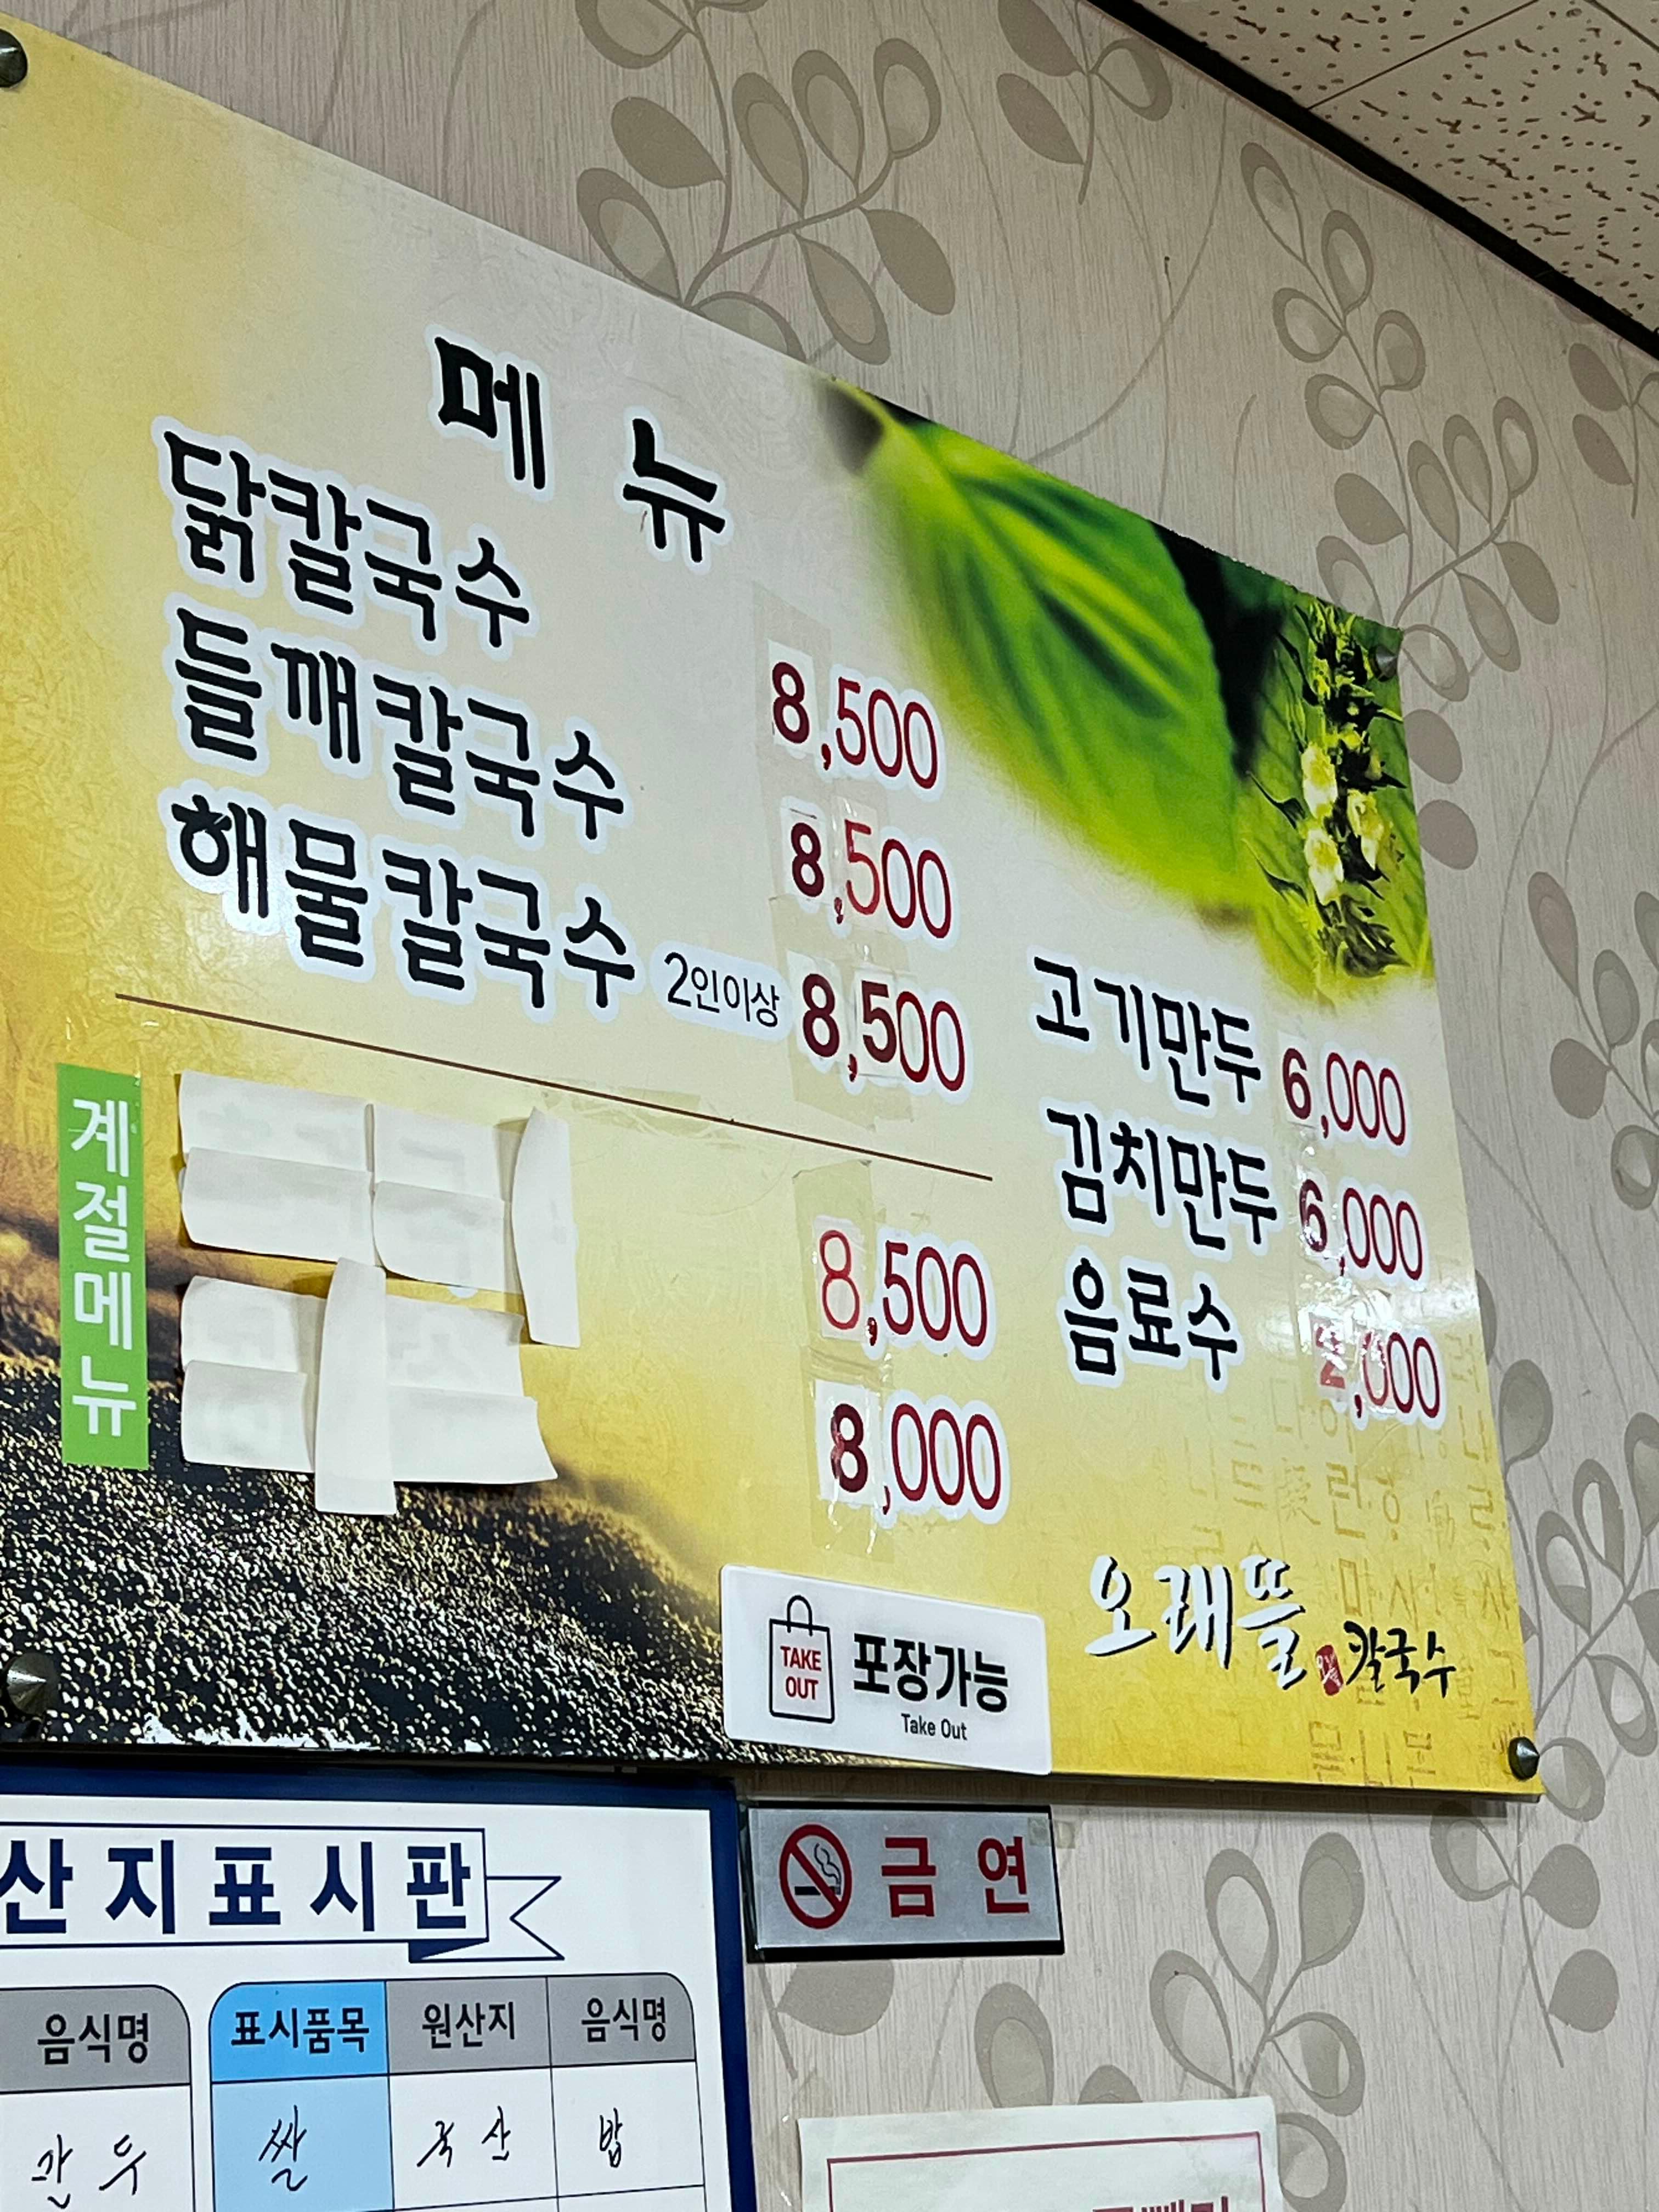 메뉴
닭칼국수 8,500
들깨칼국수 8,500
해물칼국수 2인이상 8,500
고기만두 6,000
김치만두 6,000
음료수 2,000
계절메뉴
8,500
8,000
TAKE OUT
포장가능
Take Out
오래뜰 칼국수
금연
산지표시판
음식명 표시품목 원산지 음식명
만두 쌀 국산 밥